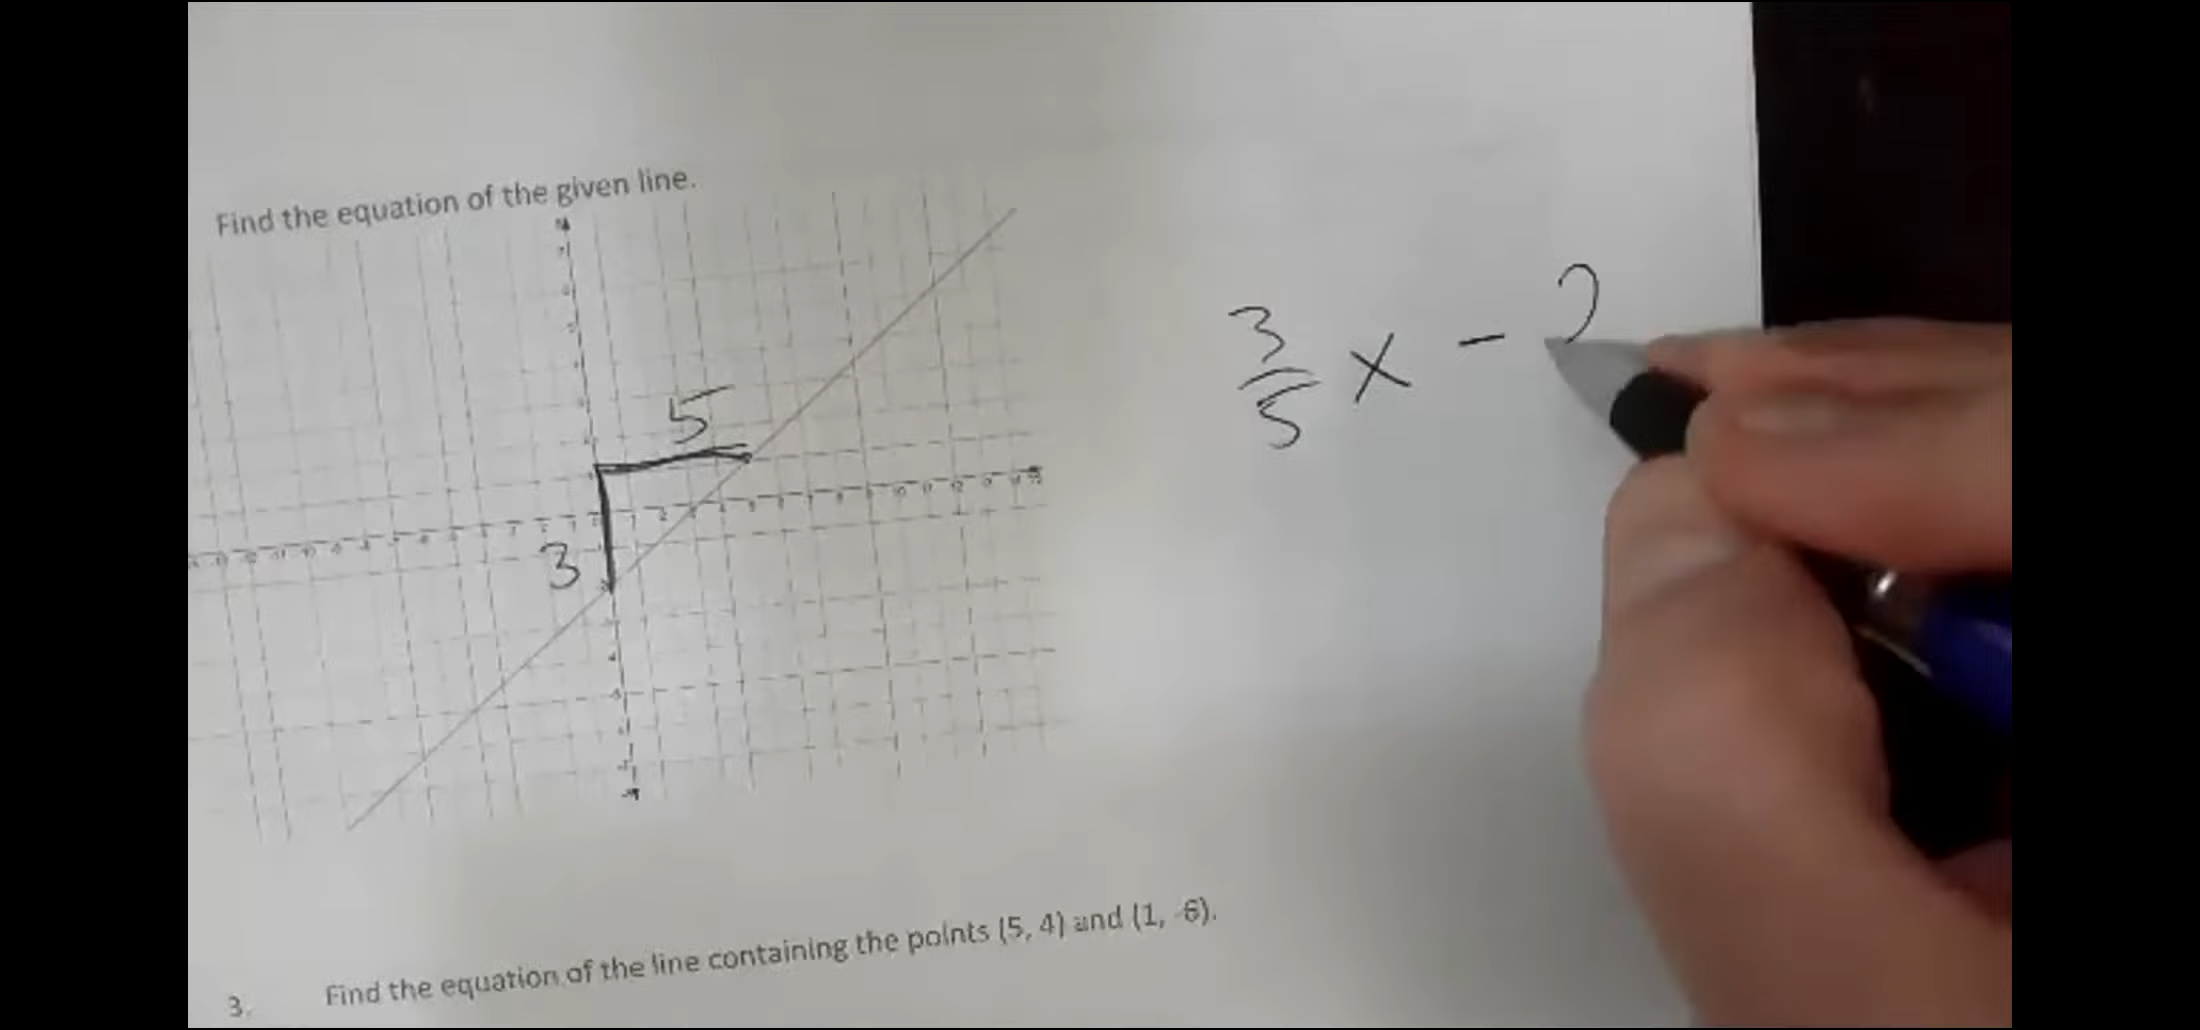 Find the equation of the given line.
5
3
3/5 x - 2
3. Find the equation of the line containing the points (5, 4) and (1, -6).